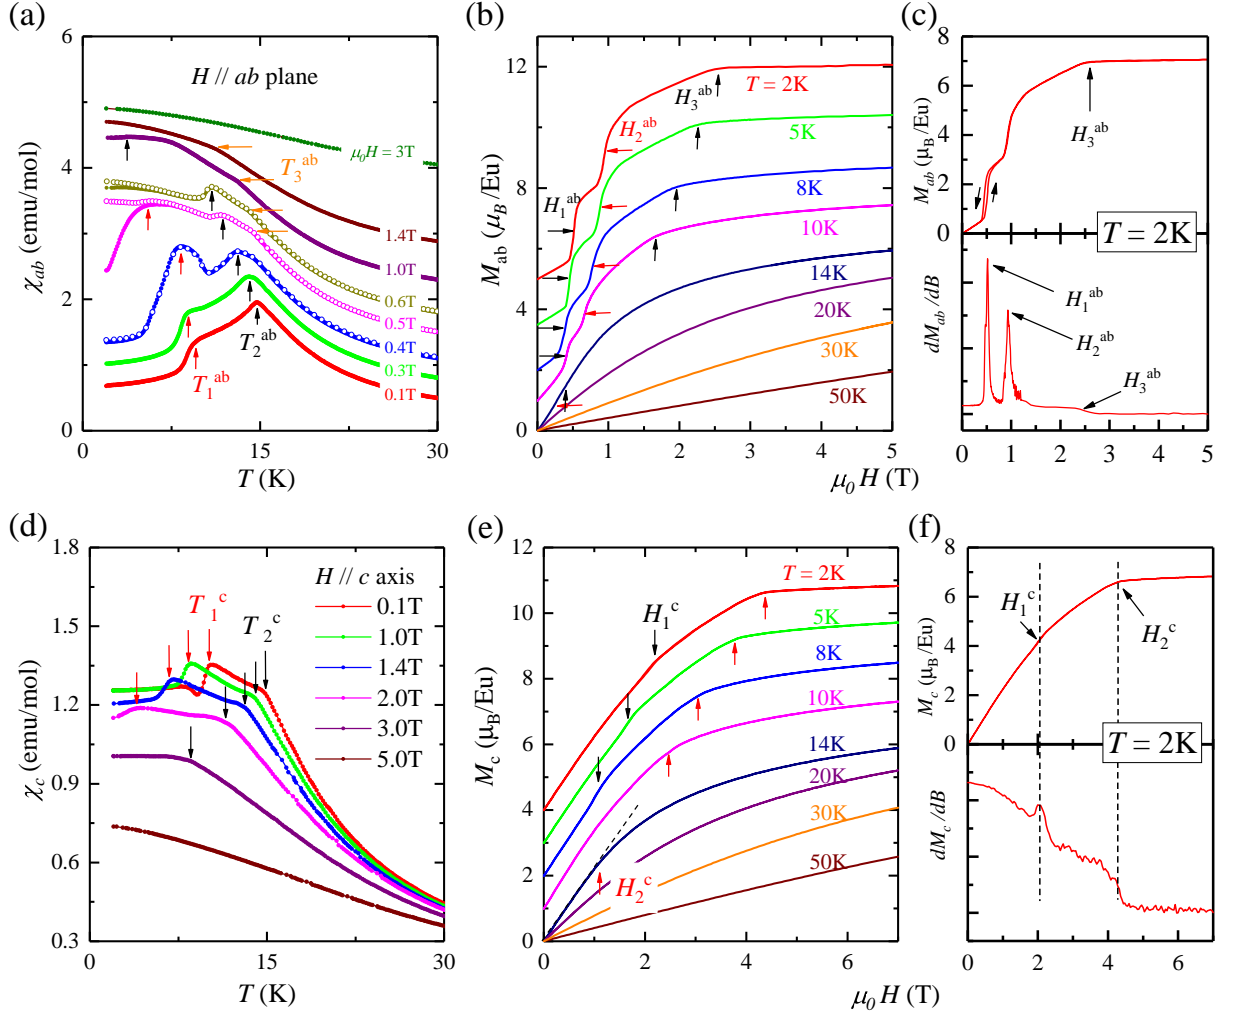 (a)
6
4
2
0
0
15
30
χab (emu/mol)
T (K)
H // ab plane
μ0H = 3T
T3ab
1.4T
1.0T
0.6T
0.5T
0.4T
0.3T
0.1T
T2ab
T1ab
(b)
12
8
4
0
0
1
2
3
4
5
Mab (μB/Eu)
μ0 H (T)
H3ab
T = 2K
H2ab
5K
H1ab
8K
10K
14K
20K
30K
50K
(c)
8
6
4
2
0
Mab (μB/Eu)
H3ab
T = 2K
dMab/dB
H1ab
H2ab
H3ab
0
1
2
3
4
5
(d)
1.8
1.5
1.2
0.9
0.6
0.3
0
15
30
χc (emu/mol)
T (K)
H // c axis
T1c
T2c
0.1T
1.0T
1.4T
2.0T
3.0T
5.0T
(e)
12
10
8
6
4
2
0
0
2
4
6
Mc (μB/Eu)
μ0 H (T)
T = 2K
H1c
5K
8K
10K
14K
20K
30K
50K
H2c
(f)
8
6
4
2
0
Mc (μB/Eu)
H1c
H2c
T = 2K
dMc/dB
0
2
4
6